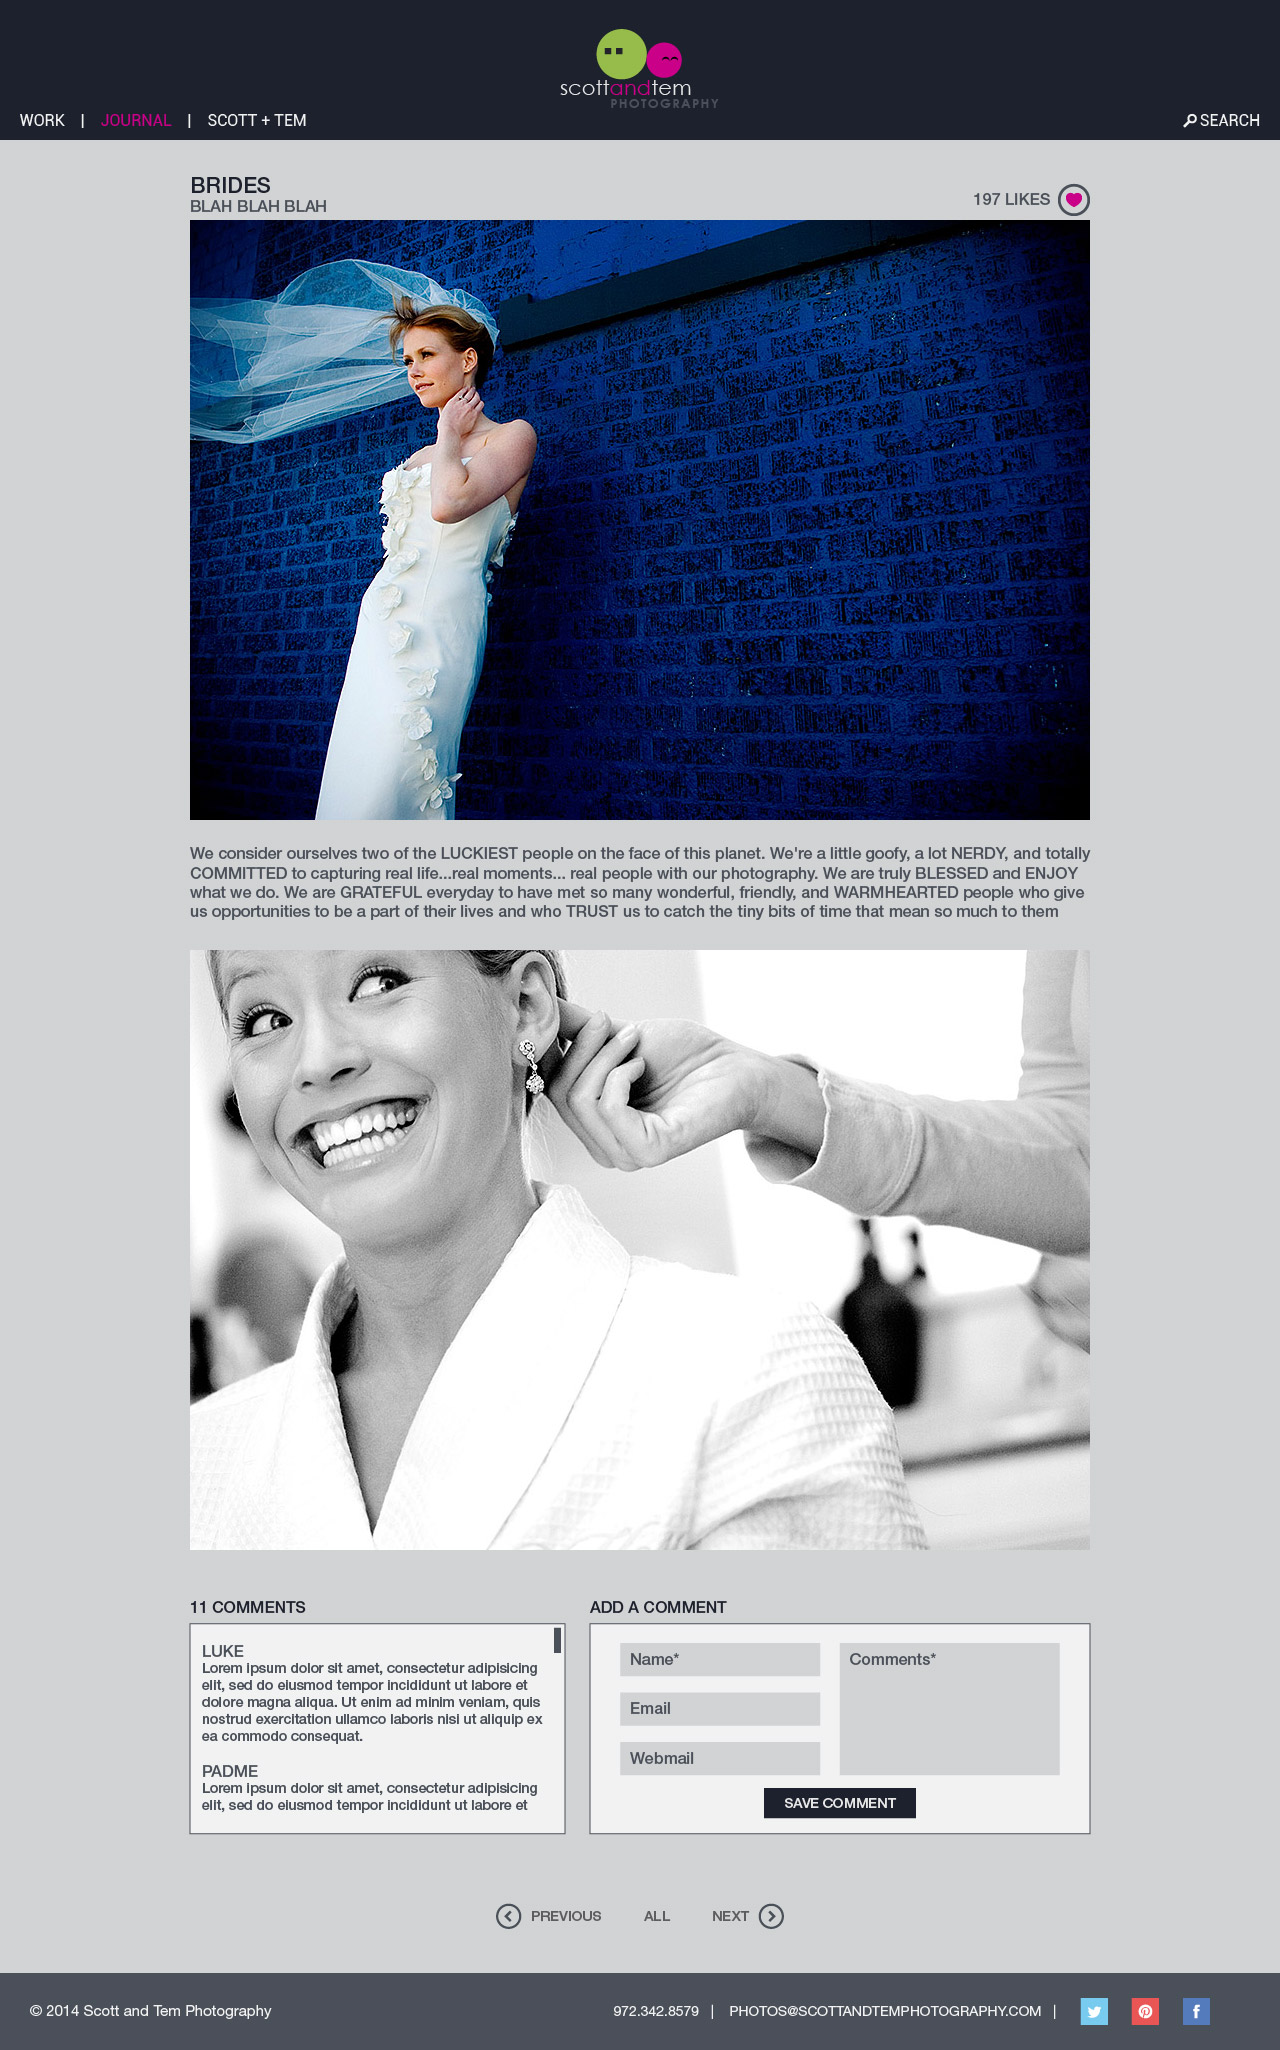 scottandtem
PHOTOGRAPHY
WORK | JOURNAL | SCOTT + TEM
SEARCH
BRIDES
BLAH BLAH BLAH
197 LIKES
We consider ourselves two of the LUCKIEST people on the face of this planet. We're a little goofy, a lot NERDY, and totally
COMMITTED to capturing real life...real moments... real people with our photography. We are truly BLESSED and ENJOY
what we do. We are GRATEFUL everyday to have met so many wonderful, friendly, and WARMHEARTED people who give
us opportunities to be a part of their lives and who TRUST us to catch the tiny bits of time that mean so much to them
11 COMMENTS
LUKE
Lorem ipsum dolor sit amet, consectetur adipisicing
elit, sed do eiusmod tempor incididunt ut labore et
dolore magna aliqua. Ut enim ad minim veniam, quis
nostrud exercitation ullamco laboris nisi ut aliquip ex
ea commodo consequat.
PADME
Lorem ipsum dolor sit amet, consectetur adipisicing
elit, sed do eiusmod tempor incididunt ut labore et
ADD A COMMENT
Name*
Email
Webmail
Comments*
SAVE COMMENT
PREVIOUS
ALL
NEXT
© 2014 Scott and Tem Photography
972.342.8579 | PHOTOS@SCOTTANDTEMPHOTOGRAPHY.COM |